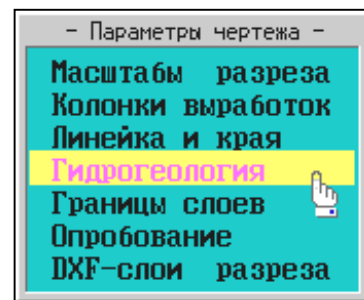 - Параметры чертежа -
Масштабы разреза
Колонки выработок
Линейка и края
Гидрогеология
Границы слоев
Опробование
DXF-слои разреза